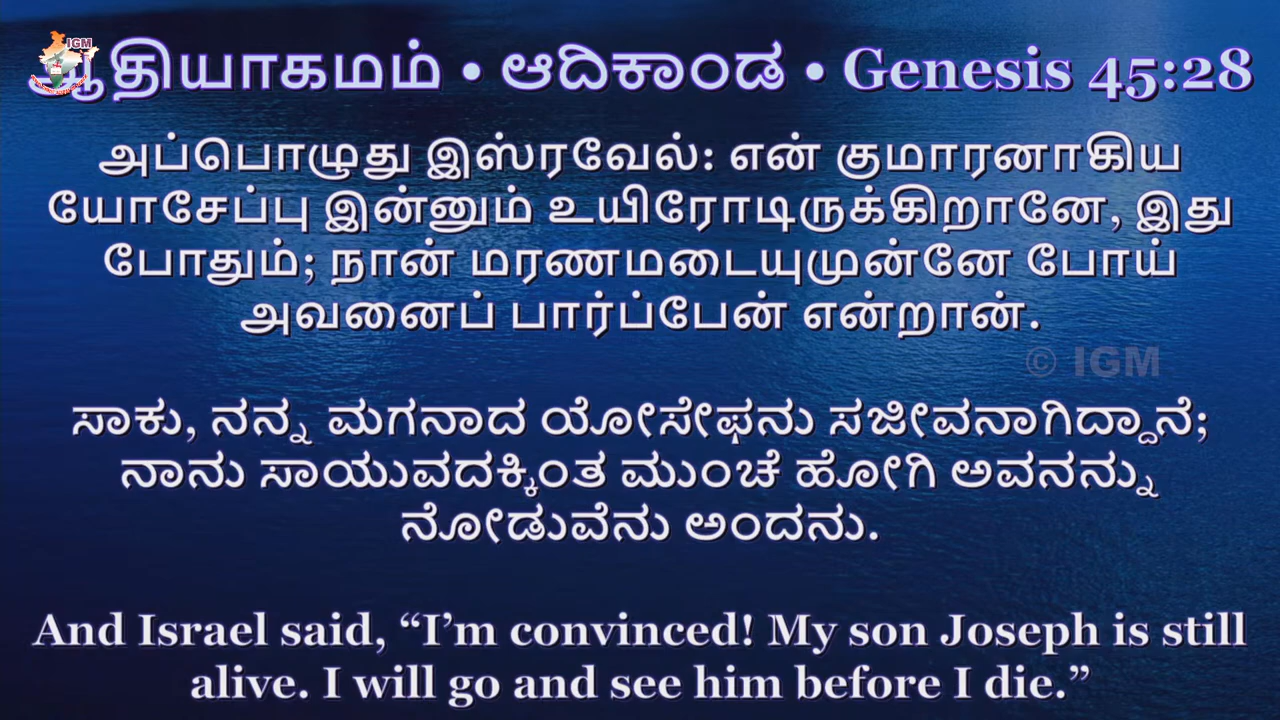 ஆதியாகமம் • ಆದಿಕಾಂಡ • Genesis 45:28
IGM
அப்பொழுது இஸ்ரவேல்: என் குமாரனாகிய
யோசேப்பு இன்னும் உயிரோடிருக்கிறானே, இது
போதும்; நான் மரணமடையுமுன்னே போய்
அவனைப் பார்ப்பேன் என்றான்.
© IGM
ಸಾಕು, ನನ್ನ ಮಗನಾದ ಯೋಸೇಫನು ಸಜೀವನಾಗಿದ್ದಾನೆ;
ನಾನು ಸಾಯುವದಕ್ಕಿಂತ ಮುಂಚೆ ಹೋಗಿ ಅವನನ್ನು
ನೋಡುವೆನು ಅಂದನು.
And Israel said, “I’m convinced! My son Joseph is still
alive. I will go and see him before I die.”